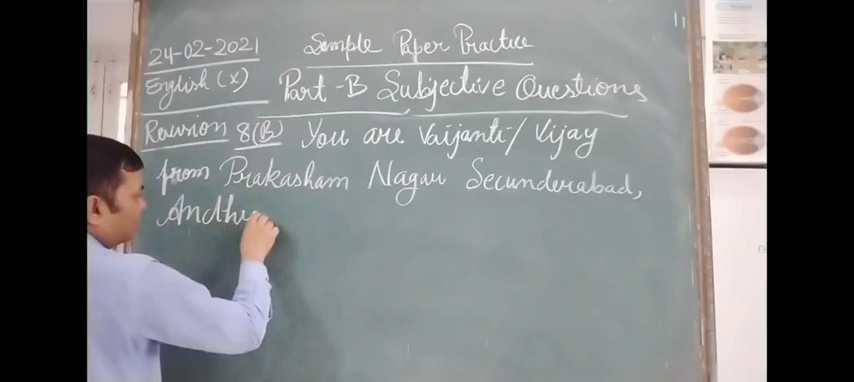 24-02-2021 Sample Paper Practice
English (X) Part-B Subjective Questions
Revision 8(B) You are Vaijanti/Vijay
from Prakasham Nagar Secunderabad,
Andhr